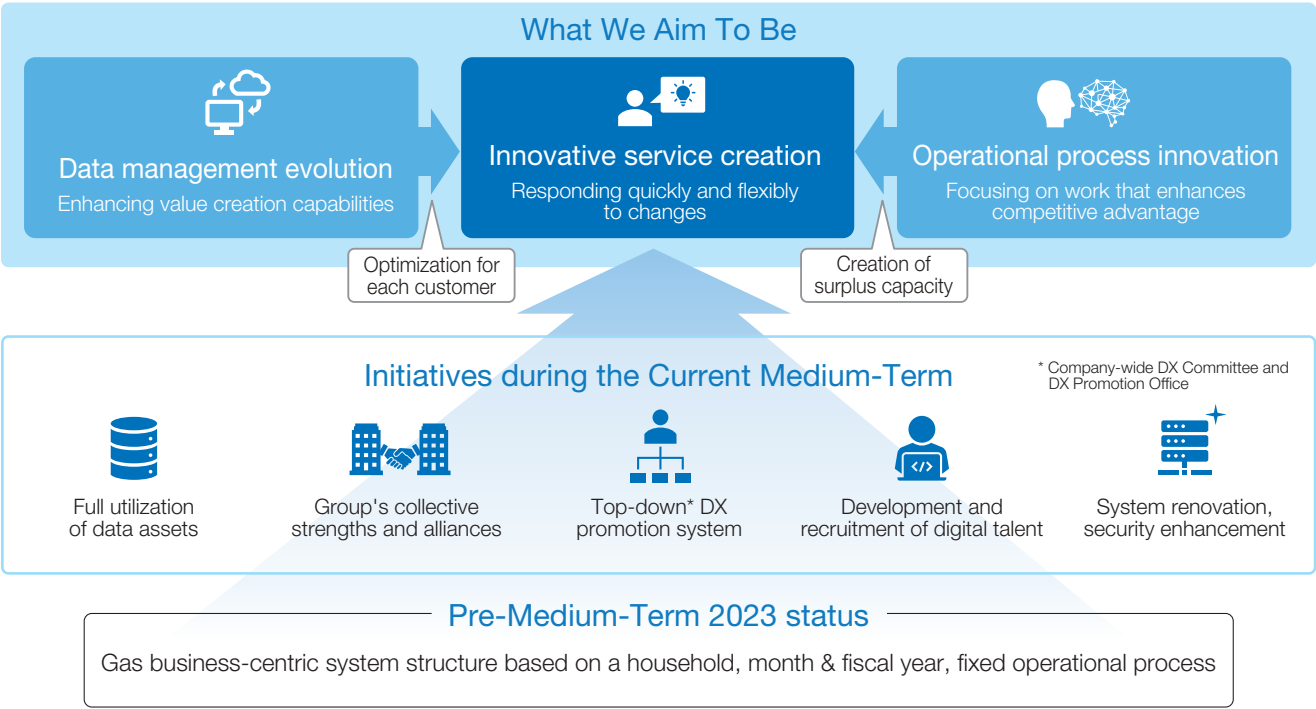 What We Aim To Be
Data management evolution
Enhancing value creation capabilities
Innovative service creation
Responding quickly and flexibly
to changes
Operational process innovation
Focusing on work that enhances
competitive advantage
Optimization for
each customer
Creation of
surplus capacity
Initiatives during the Current Medium-Term
* Company-wide DX Committee and
DX Promotion Office
</>
Full utilization
of data assets
Group's collective
strengths and alliances
Top-down* DX
promotion system
Development and
recruitment of digital talent
System renovation,
security enhancement
Pre-Medium-Term 2023 status
Gas business-centric system structure based on a household, month & fiscal year, fixed operational process